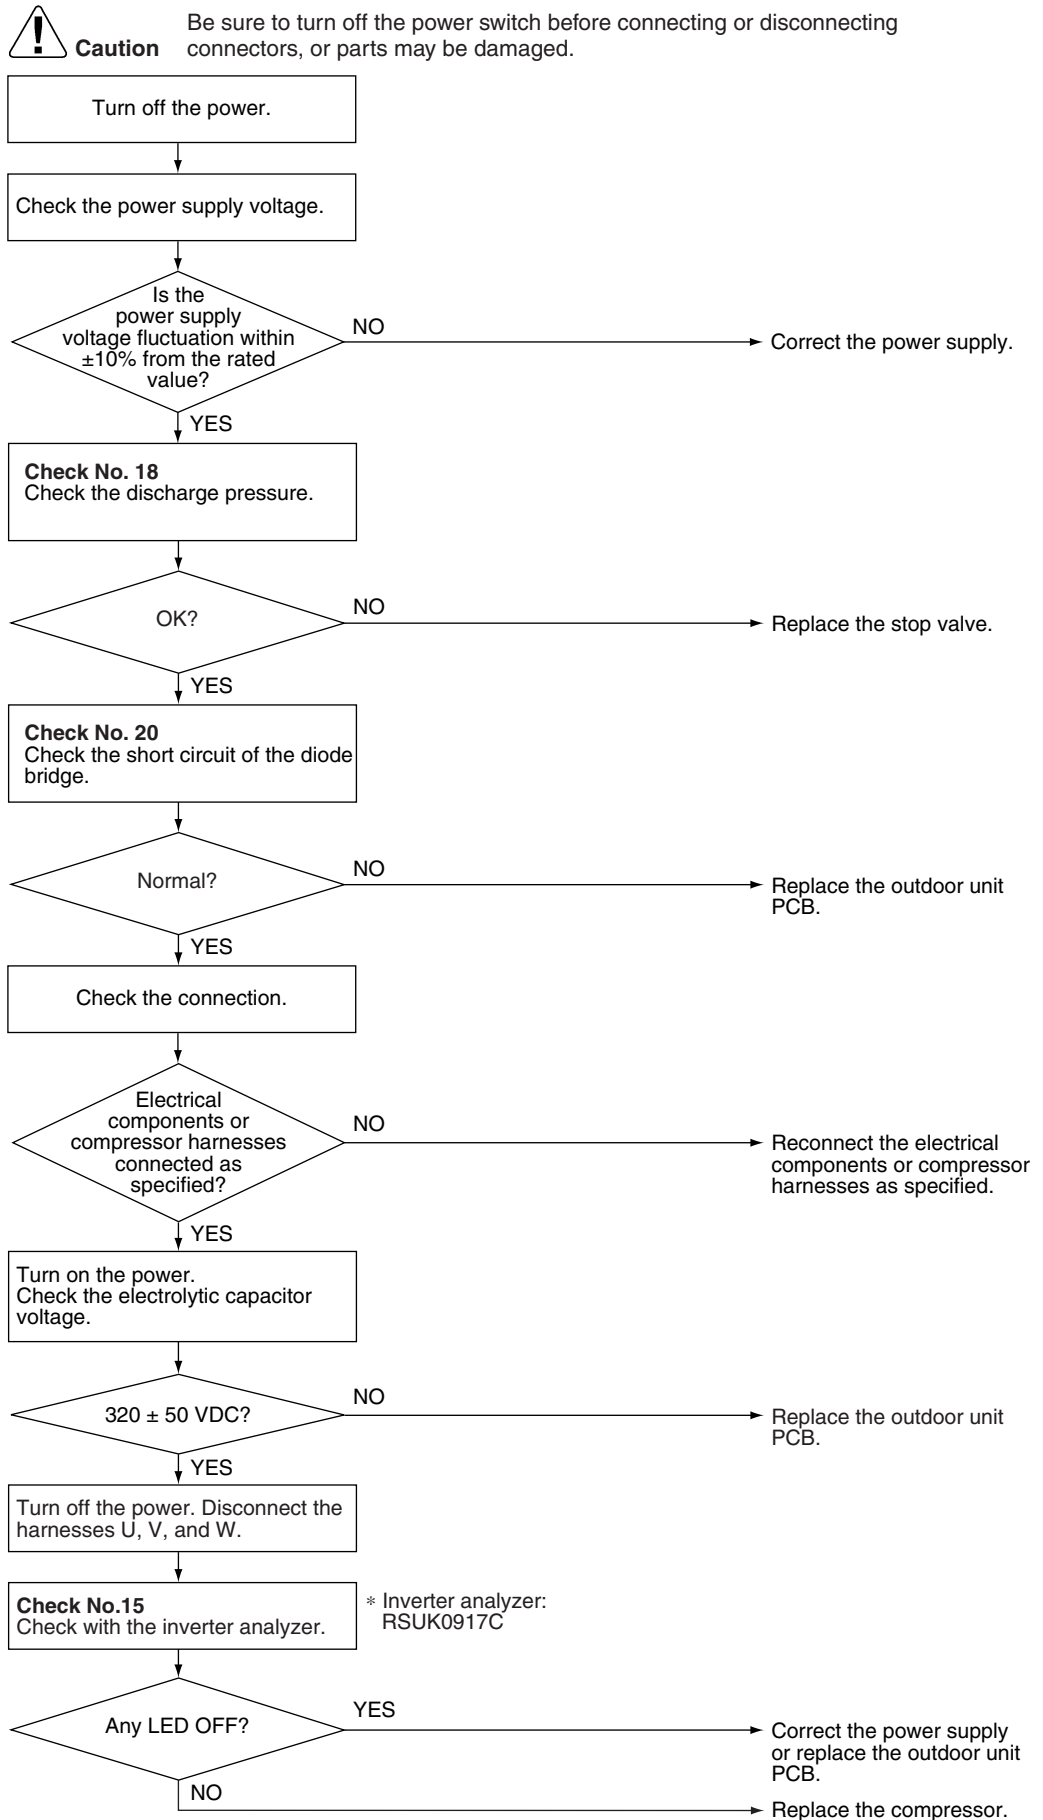 Be sure to turn off the power switch before connecting or disconnecting
Caution connectors, or parts may be damaged.
Turn off the power.
Check the power supply voltage.
Is the
power supply
voltage fluctuation within
±10% from the rated
value?
NO
Correct the power supply.
YES
Check No. 18
Check the discharge pressure.
OK?
NO
Replace the stop valve.
YES
Check No. 20
Check the short circuit of the diode
bridge.
Normal?
NO
Replace the outdoor unit
PCB.
YES
Check the connection.
Electrical
components or
compressor harnesses
connected as
specified?
NO
Reconnect the electrical
components or compressor
harnesses as specified.
YES
Turn on the power.
Check the electrolytic capacitor
voltage.
320 ± 50 VDC?
NO
Replace the outdoor unit
PCB.
YES
Turn off the power. Disconnect the
harnesses U, V, and W.
Check No.15
Check with the inverter analyzer.
* Inverter analyzer:
RSUK0917C
Any LED OFF?
YES
Correct the power supply
or replace the outdoor unit
PCB.
NO
Replace the compressor.